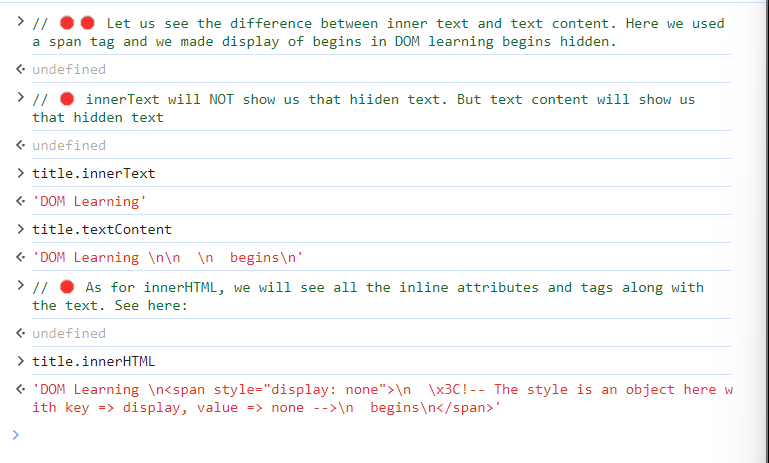 > // 🔴🔴 Let us see the difference between inner text and text content. Here we used
a span tag and we made display of begins in DOM learning begins hidden.
undefined
> // 🔴 innerText will NOT show us that hiiden text. But text content will show us
that hidden text
undefined
> title.innerText
'DOM Learning'
> title.textContent
'DOM Learning \n\n  \n  begins\n'
> // 🔴 As for innerHTML, we will see all the inline attributes and tags along with
the text. See here:
undefined
> title.innerHTML
'DOM Learning \n<span style="display: none">\n  \x3C!-- The style is an object here w
ith key => display, value => none -->\n  begins\n</span>'
>